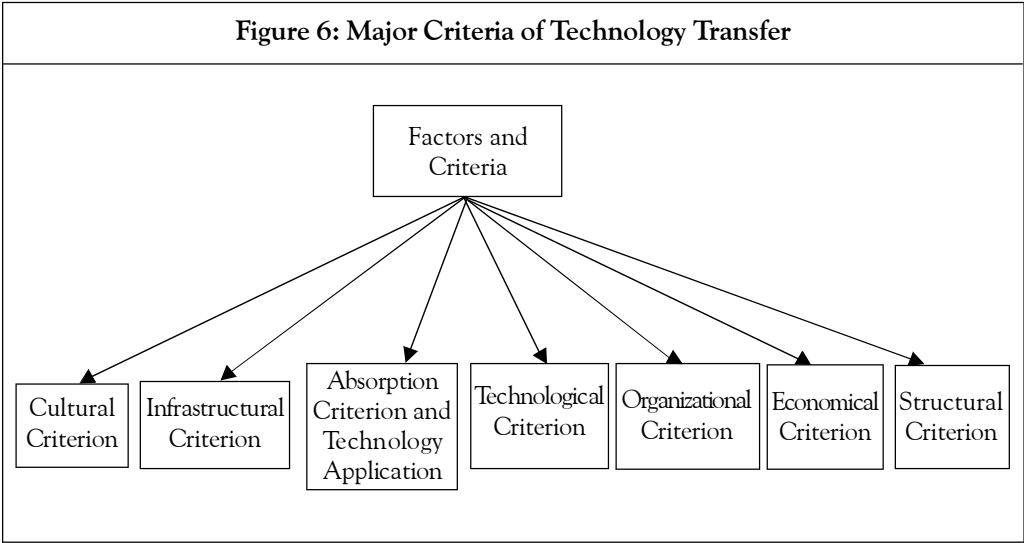 Figure 6: Major Criteria of Technology Transfer
Factors and
Criteria
Cultural
Criterion
Infrastructural
Criterion
Absorption
Criterion and
Technology
Application
Technological
Criterion
Organizational
Criterion
Economical
Criterion
Structural
Criterion